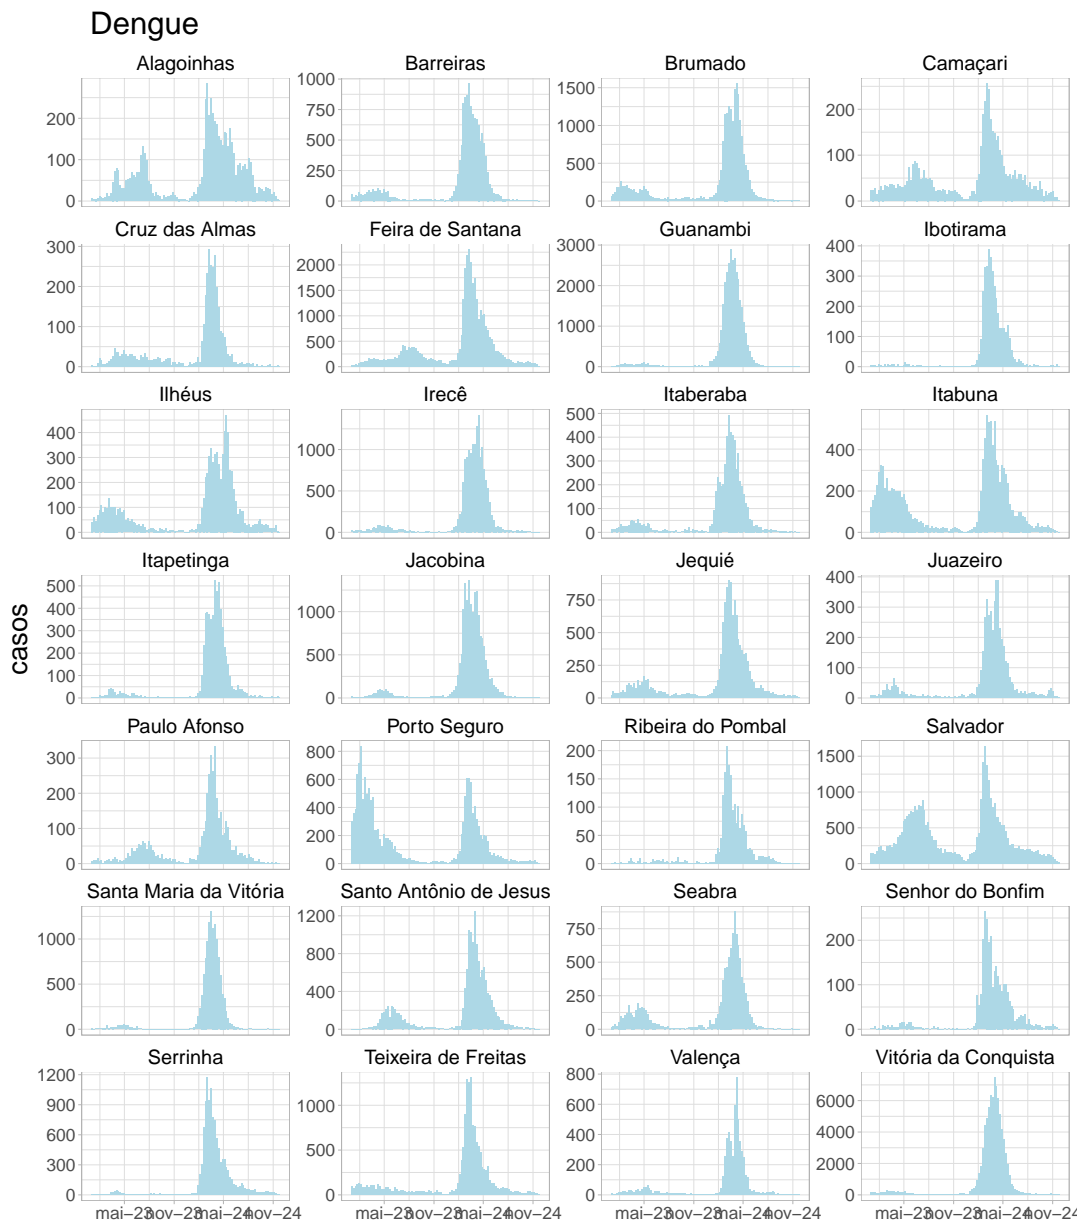 Dengue
Alagoinhas Barreiras Brumado Camaçari
200 100 0
1000 750 500 250 0
1500 1000 500 0
200 100 0
Cruz das Almas Feira de Santana Guanambi Ibotirama
300 200 100 0
2000 1500 1000 500 0
3000 2000 1000 0
400 300 200 100 0
Ilhéus Irecê Itaberaba Itabuna
400 300 200 100 0
1000 500 0
500 400 300 200 100 0
400 200 0
Itapetinga Jacobina Jequié Juazeiro
500 400 300 200 100 0
1000 500 0
750 500 250 0
400 300 200 100 0
casos
Paulo Afonso Porto Seguro Ribeira do Pombal Salvador
300 200 100 0
800 600 400 200 0
200 150 100 50 0
1500 1000 500 0
Santa Maria da Vitória Santo Antônio de Jesus Seabra Senhor do Bonfim
1000 500 0
1200 800 400 0
750 500 250 0
200 100 0
Serrinha Teixeira de Freitas Valença Vitória da Conquista
1200 900 600 300 0
1000 500 0
800 600 400 200 0
6000 4000 2000 0
mai–23 nov–23 mai–24 nov–24 mai–23 nov–23 mai–24 nov–24 mai–23 nov–23 mai–24 nov–24 mai–23 nov–23 mai–24 nov–24